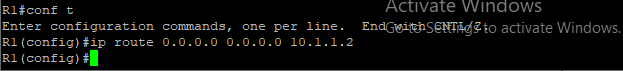 R1#conf t
Enter configuration commands, one per line.  End with CNTL/Z.
R1(config)#ip route 0.0.0.0 0.0.0.0 10.1.1.2
R1(config)#
Activate Windows
Go to Settings to activate Windows.